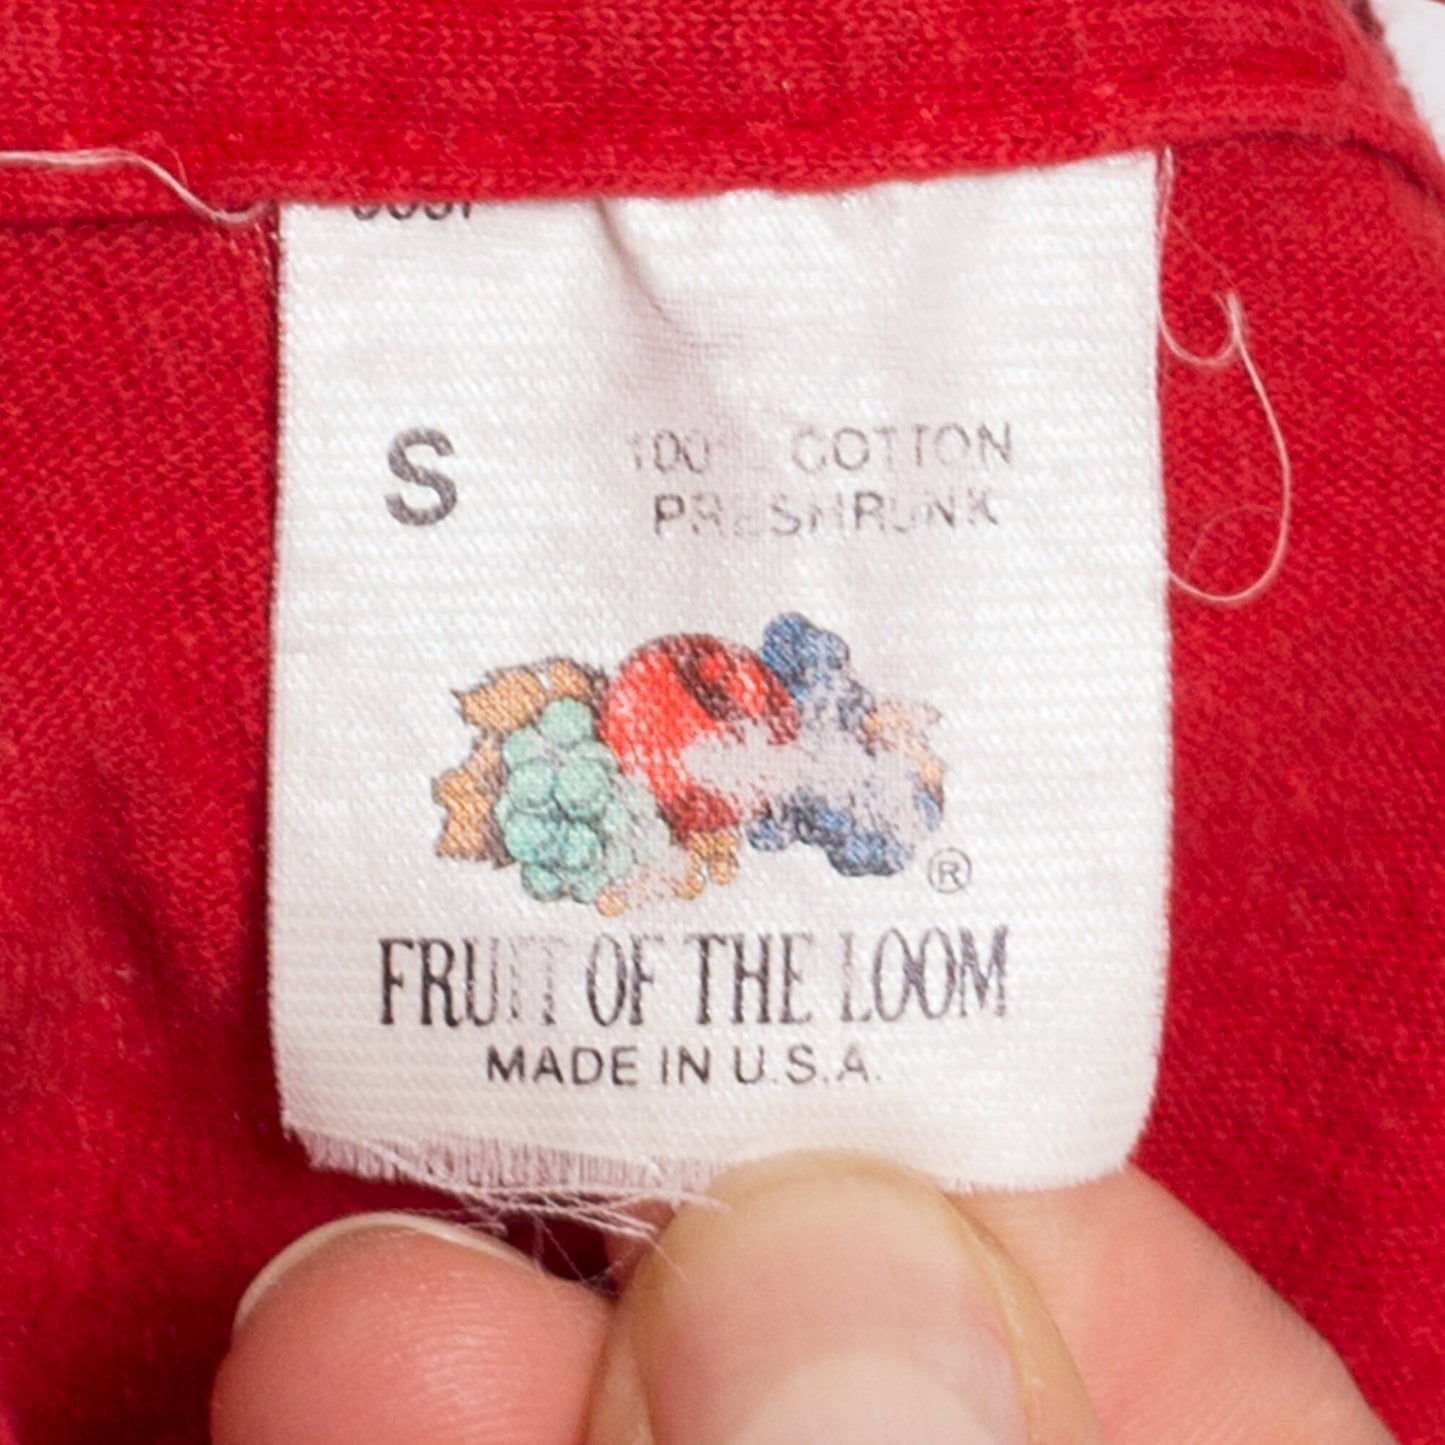 S
100% COTTON
PRESHRUNK
®
FRUIT OF THE LOOM
MADE IN U.S.A.